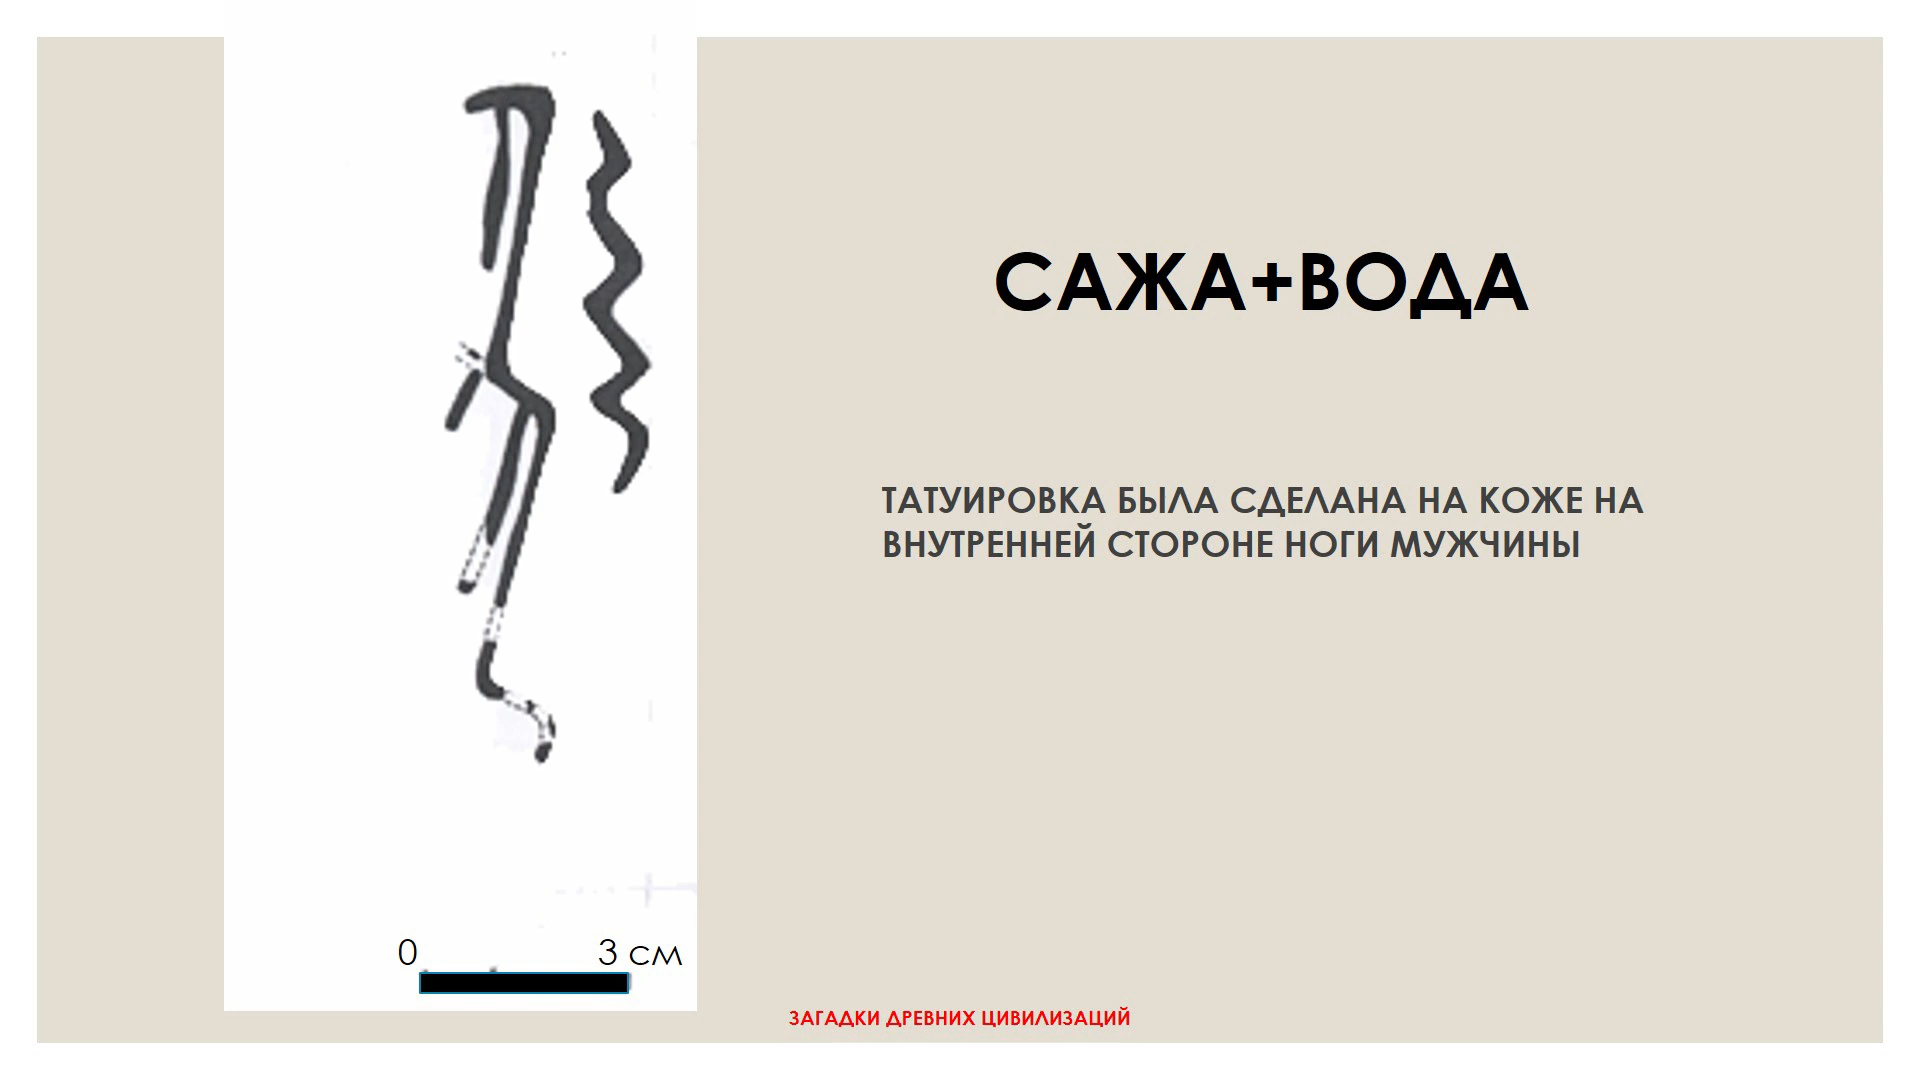 САЖА+ВОДА
ТАТУИРОВКА БЫЛА СДЕЛАНА НА КОЖЕ НА
ВНУТРЕННЕЙ СТОРОНЕ НОГИ МУЖЧИНЫ
0 3 см
ЗАГАДКИ ДРЕВНИХ ЦИВИЛИЗАЦИЙ